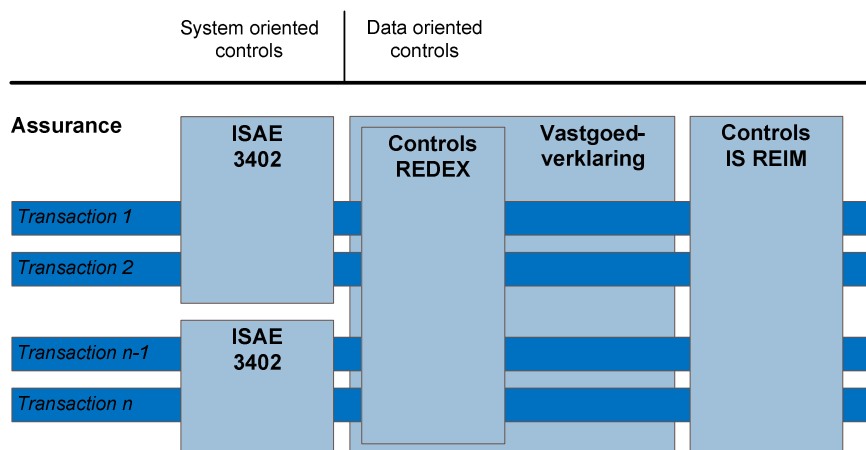 System oriented
controls
Data oriented
controls
Assurance
ISAE
3402
Controls
REDEX
Vastgoed-
verklaring
Controls
IS REIM
Transaction 1
Transaction 2
ISAE
3402
Transaction n-1
Transaction n